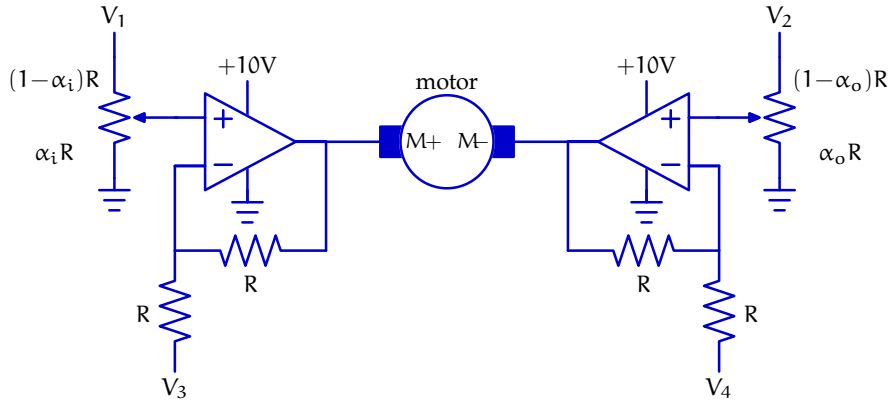 V₁ V₂
+10V motor +10V
(1−αᵢ)R (1−αₒ)R
+ M+ M− +
αᵢR − − αₒR
R R
R R
V₃ V₄